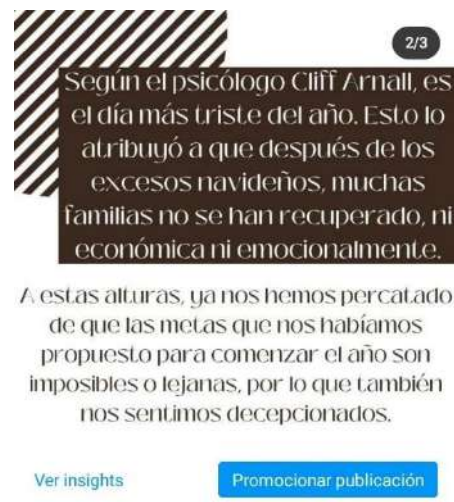 2/3
Según el psicólogo Cliff Arnall, es
el día más triste del año. Esto lo
atribuyó a que después de los
excesos navideños, muchas
familias no se han recuperado, ni
económica ni emocionalmente.
A estas alturas, ya nos hemos percatado
de que las metas que nos habíamos
propuesto para comenzar el año son
imposibles o lejanas, por lo que también
nos sentimos decepcionados.
Ver insights
Promocionar publicación